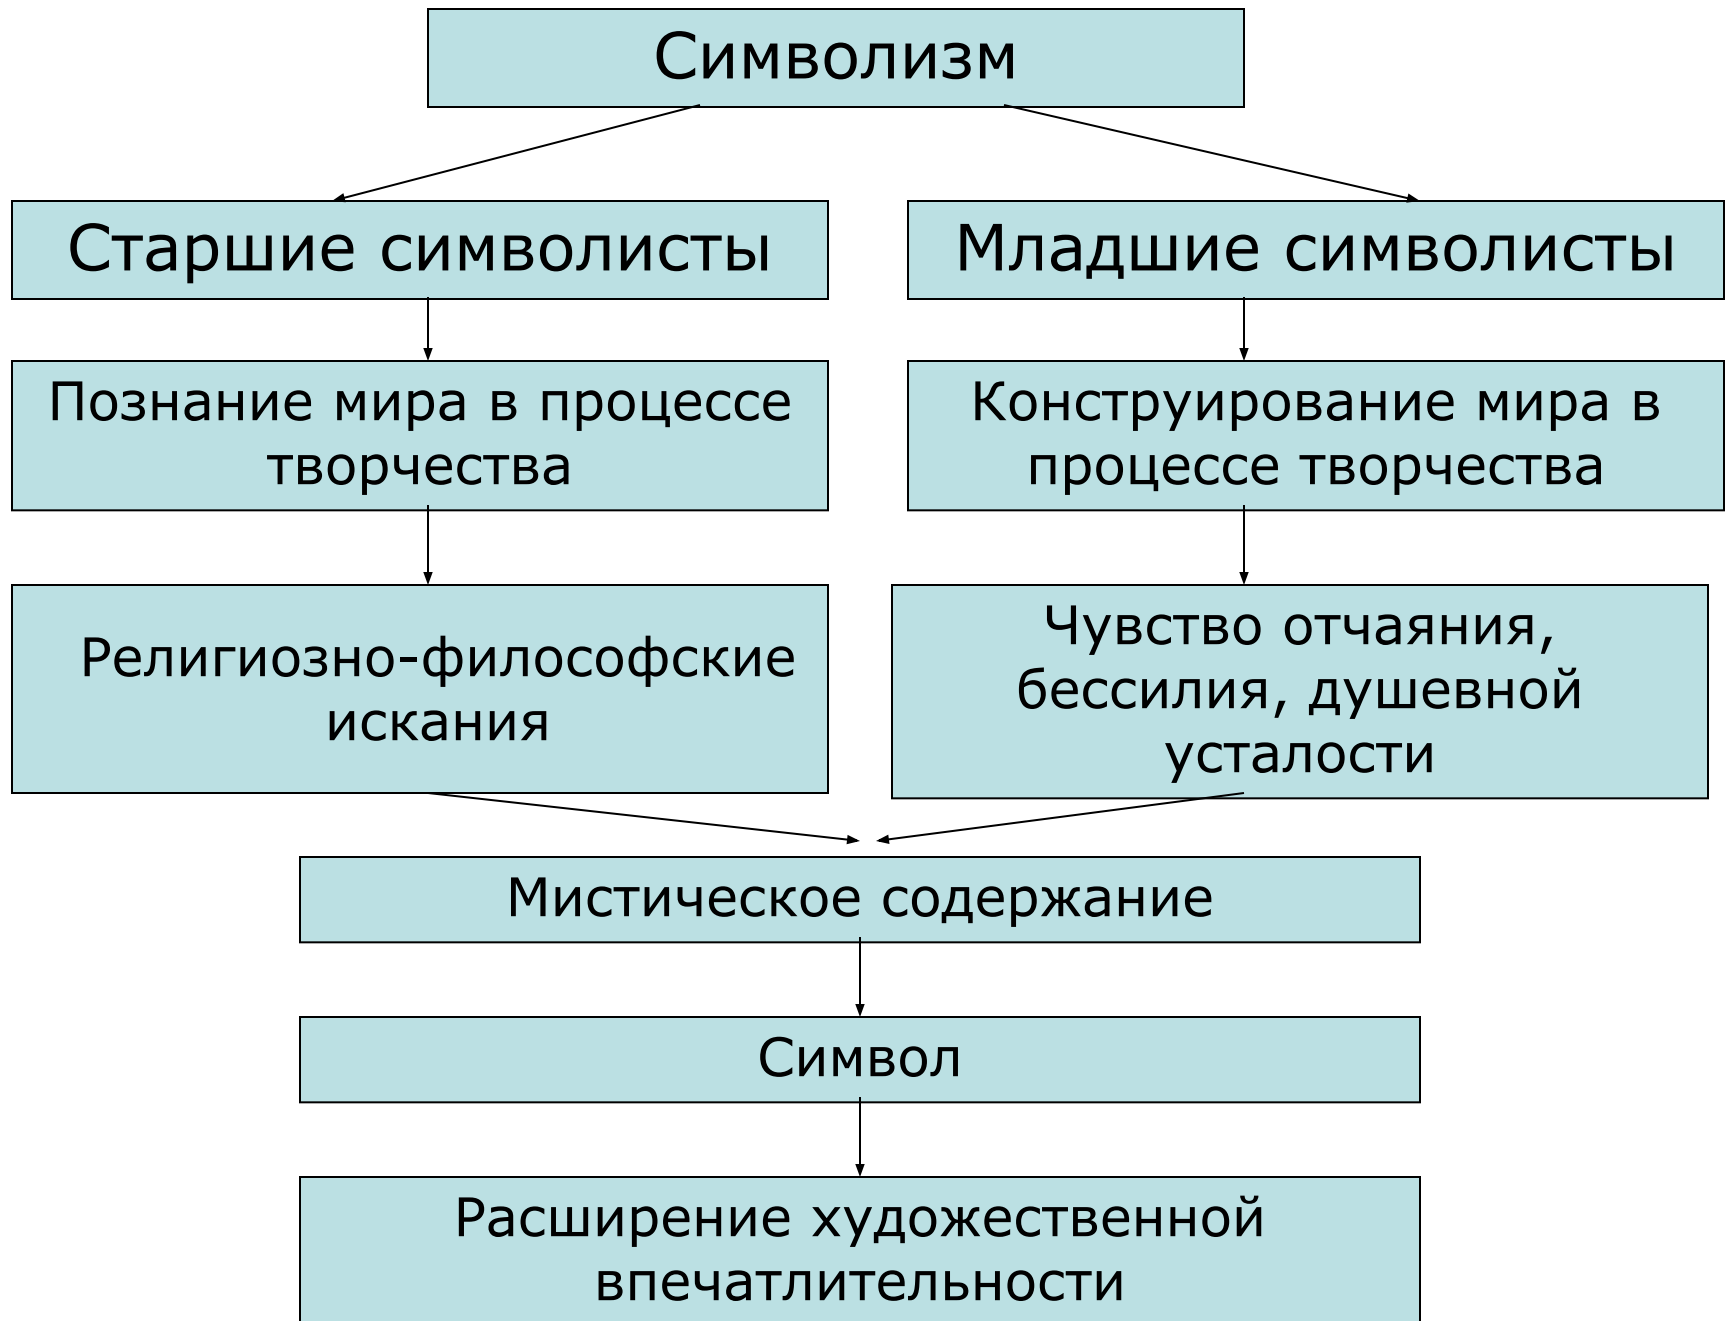 Символизм
Старшие символисты
Младшие символисты
Познание мира в процессе
творчества
Конструирование мира в
процессе творчества
Религиозно-философские
искания
Чувство отчаяния,
бессилия, душевной
усталости
Мистическое содержание
Символ
Расширение художественной
впечатлительности